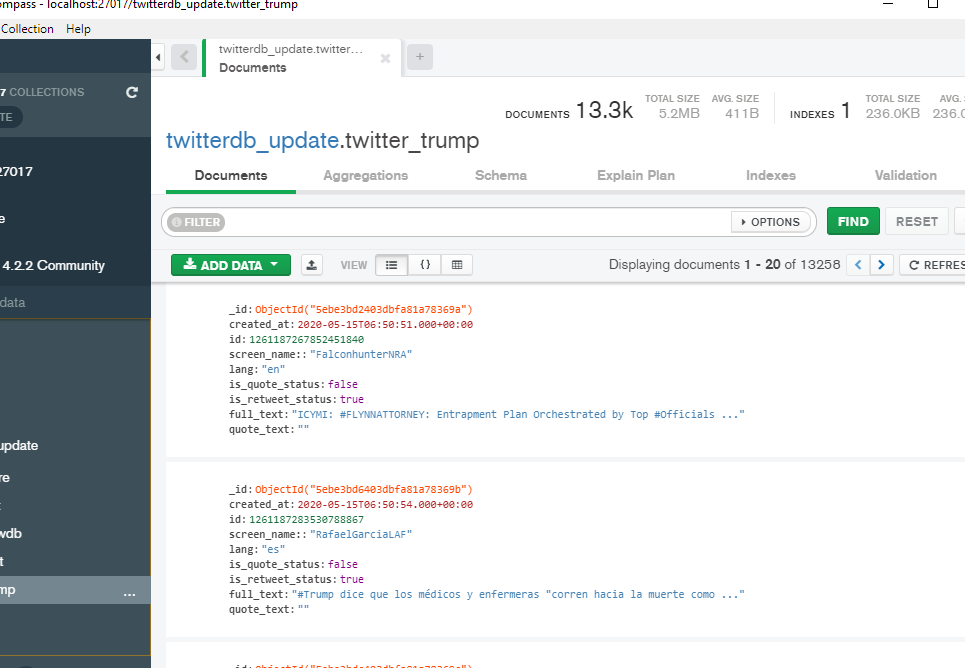 ompass - localhost:27017/twitterdb_update.twitter_trump
Collection Help
7 COLLECTIONS
TE
27017
e
4.2.2 Community
data
update
re
t
wdb
t
mp ...
twitterdb_update.twitter...
Documents
DOCUMENTS 13.3k TOTAL SIZE 5.2MB AVG. SIZE 411B INDEXES 1 TOTAL SIZE 236.0KB AVG. 236.0
twitterdb_update.twitter_trump
Documents Aggregations Schema Explain Plan Indexes Validation
FILTER OPTIONS FIND RESET
ADD DATA VIEW {} Displaying documents 1 - 20 of 13258 < > REFRES
_id: ObjectId("5ebe3bd2403dbfa81a78369a")
created_at: 2020-05-15T06:50:51.000+00:00
id: 1261187267852451840
screen_name:: "FalconhunterNRA"
lang: "en"
is_quote_status: false
is_retweet_status: true
full_text: "ICYMI: #FLYNNATTORNEY: Entrapment Plan Orchestrated by Top #Officials ..."
quote_text: ""
_id: ObjectId("5ebe3bd6403dbfa81a78369b")
created_at: 2020-05-15T06:50:54.000+00:00
id: 1261187283530788867
screen_name:: "RafaelGarciaLAF"
lang: "es"
is_quote_status: false
is_retweet_status: true
full_text: "#Trump dice que los médicos y enfermeras "corren hacia la muerte como ..."
quote_text: ""